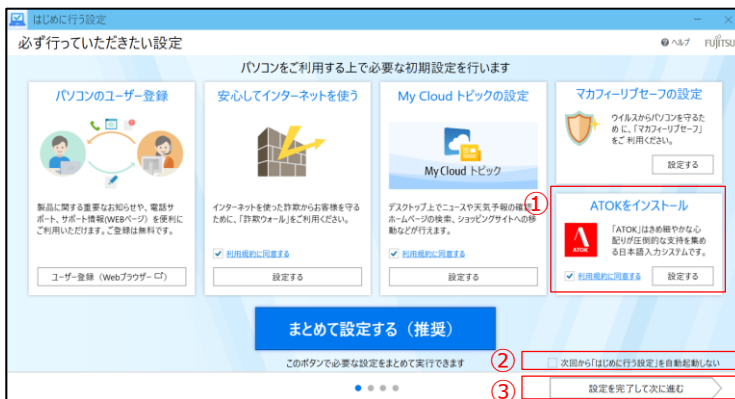 はじめに行う設定
必ず行っていただきたい設定
ヘルプ
FUJITSU
パソコンをご利用する上で必要な初期設定を行います
パソコンのユーザー登録
製品に関する重要なお知らせや、電話サ
ポート、サポート情報(WEBページ) を便利に
ご利用いただけます。ご登録は無料です。
ユーザー登録（Webブラウザー）
安心してインターネットを使う
インターネットを使った詐欺からお客様を守る
ために、「詐欺ウォール」をご利用ください。
利用規約に同意する
設定する
My Cloud トピックの設定
My Cloud トピック
デスクトップ上でニュースや天気予報の確認、
ホームページの検索、ショッピングサイトへの移
動などが行えます。
利用規約に同意する
設定する
マカフィーリブセーフの設定
ウイルスからパソコンを守るた
めに、「マカフィーリブセーフ」
をご利用ください。
設定する
①
ATOKをインストール
ATOK
「ATOK」はきめ細やかな心
配りが圧倒的な支持を集め
る日本語入力システムです。
利用規約に同意する
設定する
まとめて設定する（推奨）
このボタンで必要な設定をまとめて実行できます
②
次回から「はじめに行う設定」を自動起動しない
③
設定を完了して次に進む